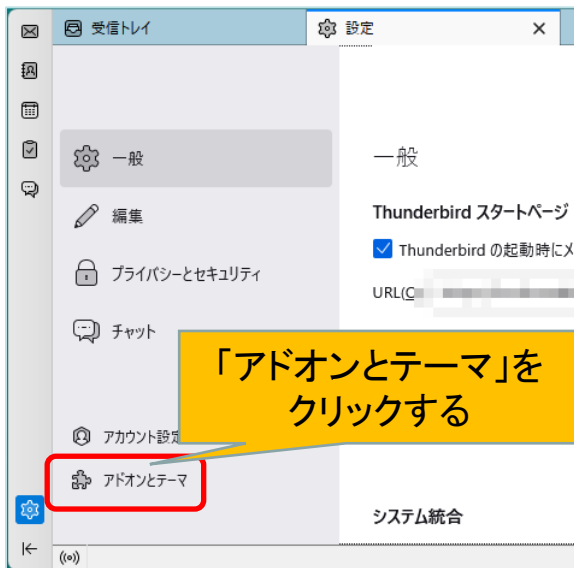 受信トレイ
設定
一般
編集
プライバシーとセキュリティ
チャット
アカウント設定
アドオンとテーマ
一般
Thunderbird スタートページ
Thunderbird の起動時に
URL(C
システム統合
「アドオンとテーマ」を
クリックする